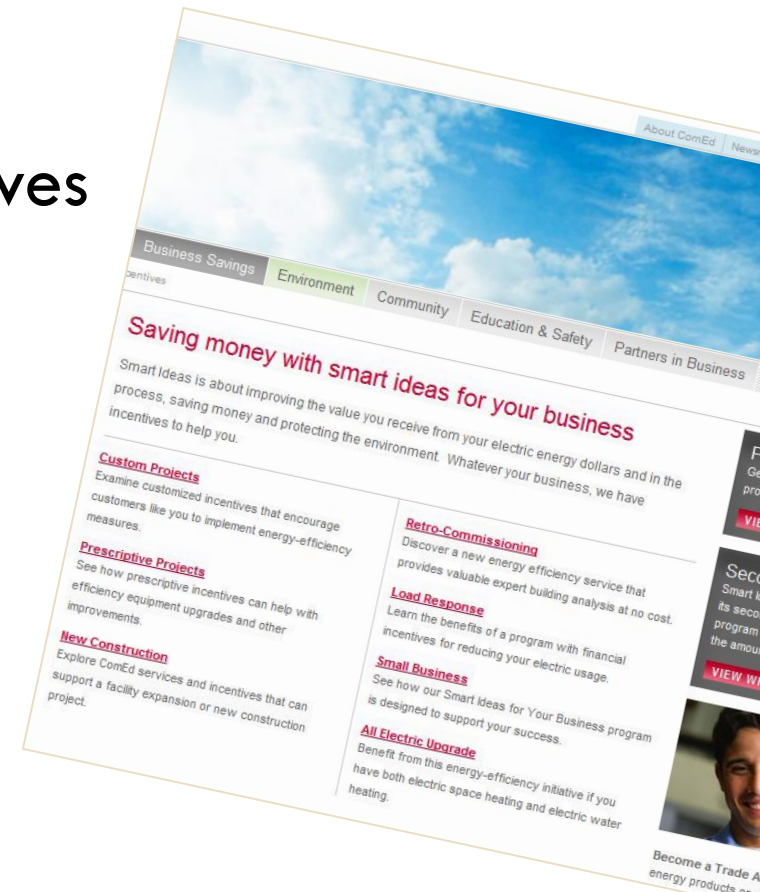 ves
About ComEd
Business Savings
Environment
Community
Education & Safety
Partners in Business
Saving money with smart ideas for your business
Smart Ideas is about improving the value you receive from your electric energy dollars and in the
process, saving money and protecting the environment. Whatever your business, we have
incentives to help you.
Custom Projects
Examine customized incentives that encourage
customers like you to implement energy-efficiency
measures.
Prescriptive Projects
See how prescriptive incentives can help with
efficiency equipment upgrades and other
improvements.
New Construction
Explore ComEd services and incentives that can
support a facility expansion or new construction
project.
Retro-Commissioning
Discover a new energy efficiency service that
provides valuable expert building analysis at no cost.
Load Response
Learn the benefits of a program with financial
incentives for reducing your electric usage.
Small Business
See how our Smart Ideas for Your Business program
is designed to support your success.
All Electric Upgrade
Benefit from this energy-efficiency initiative if you
have both electric space heating and electric water
heating.
Smart
its
program
the
VIEW
Become a Trade
energy products